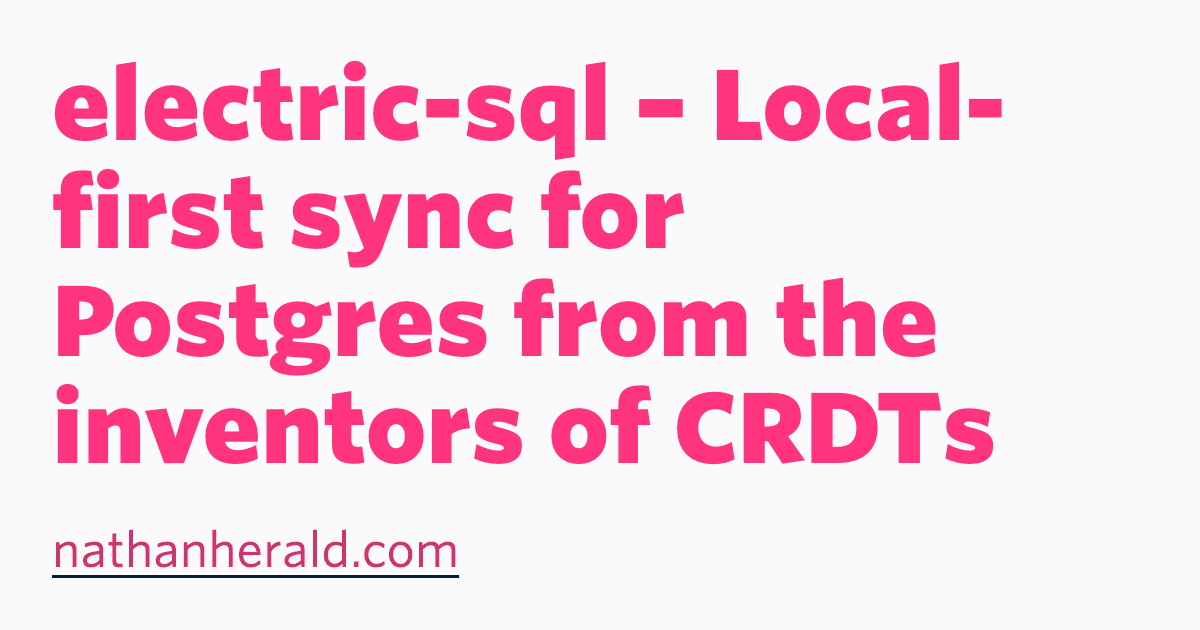 electric-sql – Local-
first sync for
Postgres from the
inventors of CRDTs
nathanherald.com